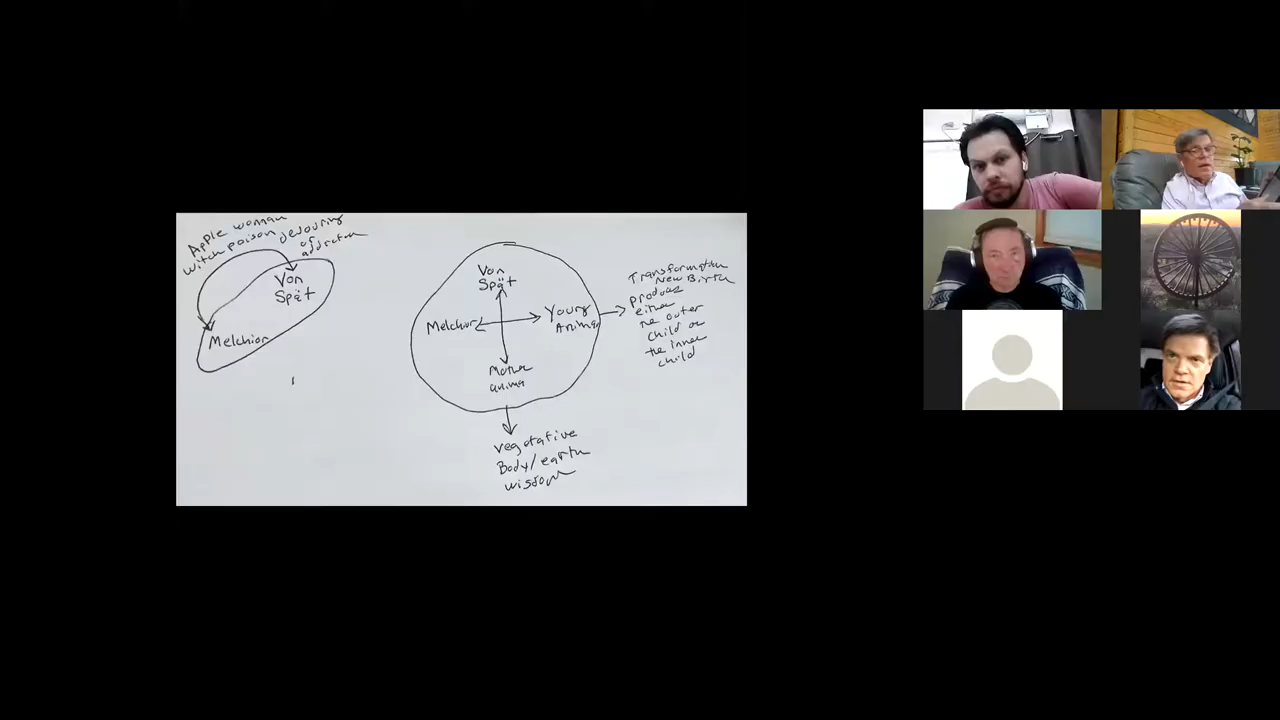 Apple woman
witch poison devouring
of
addiction
Von
Spät
Melchior
Von
Spät
Melchior
Young
Anima
Mother
anima
vegetative
Body/earth
wisdom
Transformation
New Birth
produces
either
the outer
child or
the inner
child